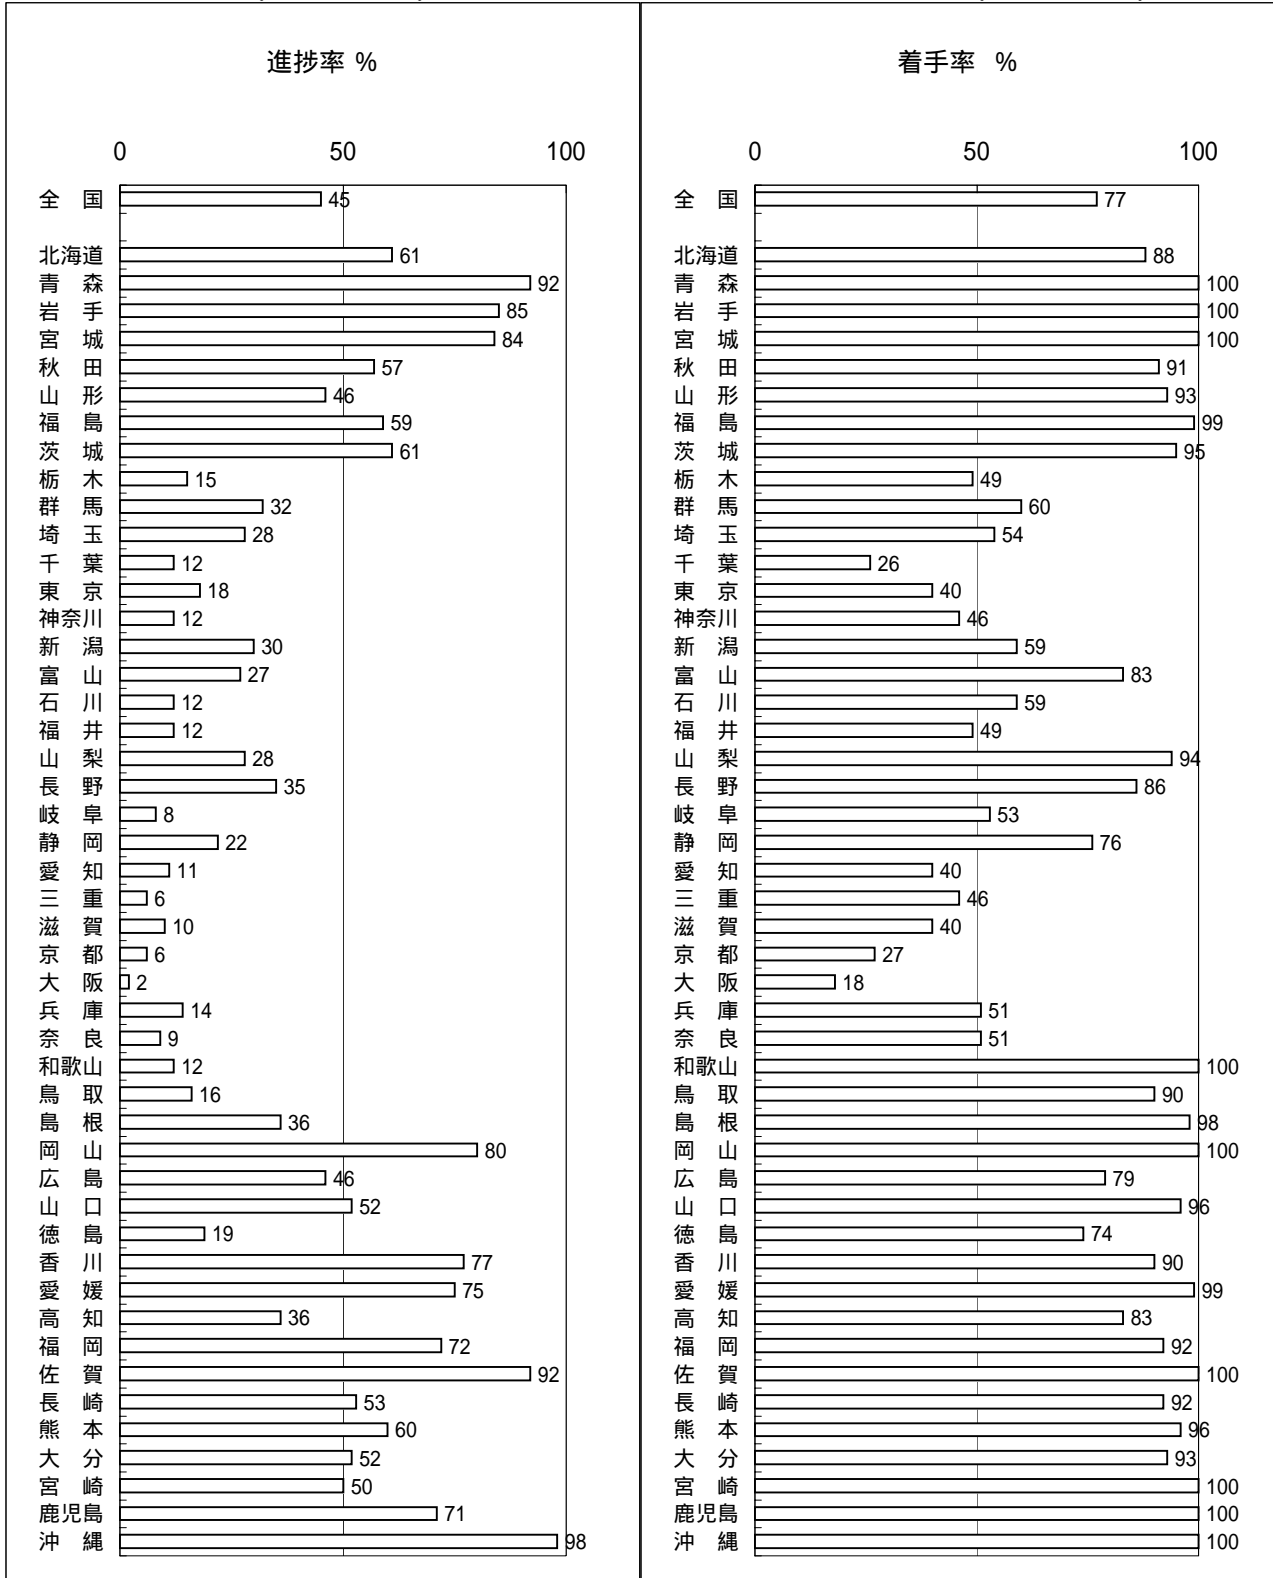 進捗率 %
0 50 100
全国 45
北海道 61
青森 92
岩手 85
宮城 84
秋田 57
山形 46
福島 59
茨城 61
栃木 15
群馬 32
埼玉 28
千葉 12
東京 18
神奈川 12
新潟 30
富山 27
石川 12
福井 12
山梨 28
長野 35
岐阜 8
静岡 22
愛知 11
三重 6
滋賀 10
京都 6
大阪 2
兵庫 14
奈良 9
和歌山 12
鳥取 16
島根 36
岡山 80
広島 46
山口 52
徳島 19
香川 77
愛媛 75
高知 36
福岡 72
佐賀 92
長崎 53
熊本 60
大分 52
宮崎 50
鹿児島 71
沖縄 98
着手率 %
0 50 100
全国 77
北海道 88
青森 100
岩手 100
宮城 100
秋田 91
山形 93
福島 99
茨城 95
栃木 49
群馬 60
埼玉 54
千葉 26
東京 40
神奈川 46
新潟 59
富山 83
石川 59
福井 49
山梨 94
長野 86
岐阜 53
静岡 76
愛知 40
三重 46
滋賀 40
京都 27
大阪 18
兵庫 51
奈良 51
和歌山 100
鳥取 90
島根 98
岡山 100
広島 79
山口 96
徳島 74
香川 90
愛媛 99
高知 83
福岡 92
佐賀 100
長崎 92
熊本 96
大分 93
宮崎 100
鹿児島 100
沖縄 100